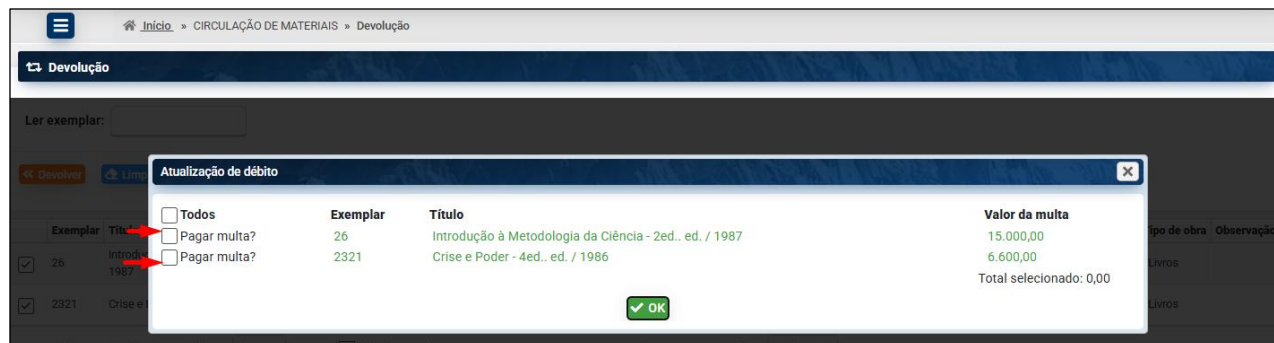 Início » CIRCULAÇÃO DE MATERIAIS » Devolução
Devolução
Ler exemplar:
Devolver
Atualização de débito
Todos Exemplar Título Valor da multa
Pagar multa? 26 Introdução à Metodologia da Ciência - 2ed.. ed. / 1987 15.000,00
Pagar multa? 2321 Crise e Poder - 4ed.. ed. / 1986 6.600,00
Total selecionado: 0,00
OK
Exemplar Tipo de obra Observação
26 1987 Livros
2321 Crise e Livros